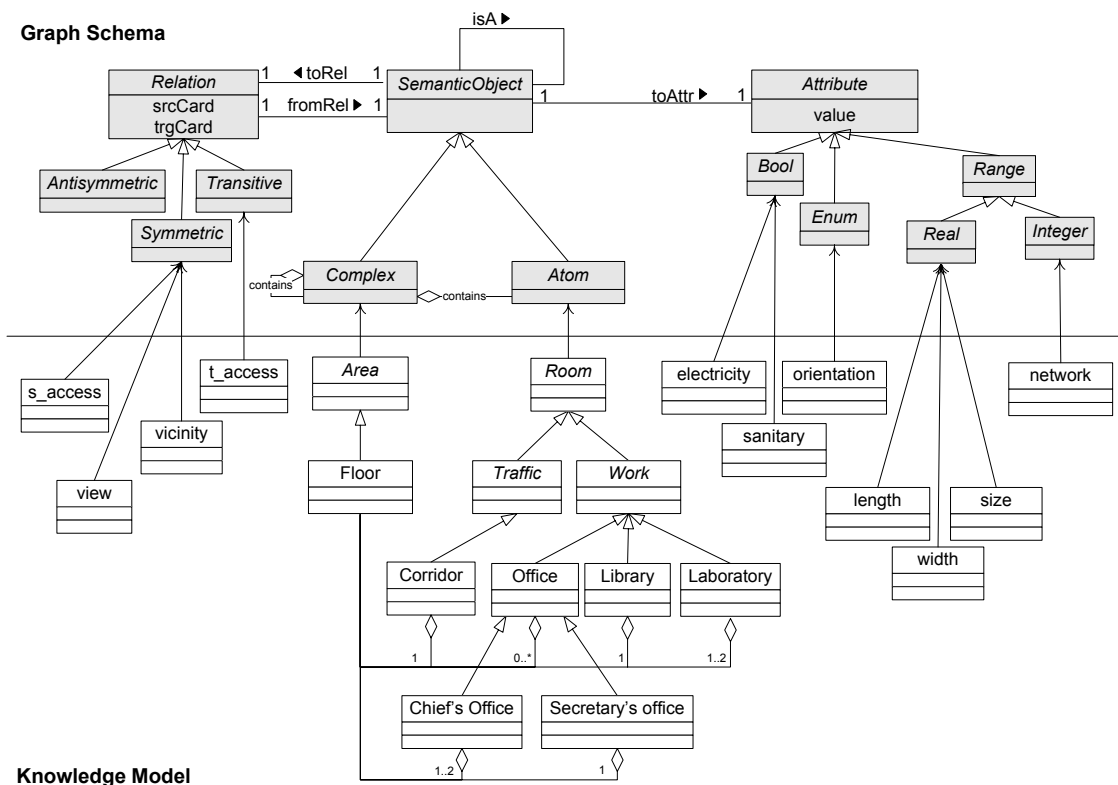 isA ▶
Graph Schema
Relation
srcCard
trgCard
1 ◀ toRel 1
1 fromRel ▶ 1
SemanticObject
1 toAttr ▶ 1
Attribute
value
Antisymmetric
Transitive
Symmetric
Bool
Enum
Range
Real
Integer
contains
Complex
contains
Atom
s_access
view
vicinity
t_access
Area
Room
electricity
sanitary
orientation
network
Floor
Traffic
Work
length
width
size
Corridor
Office
Library
Laboratory
1
0..*
1
1..2
Chief's Office
Secretary's office
1..2
1
Knowledge Model